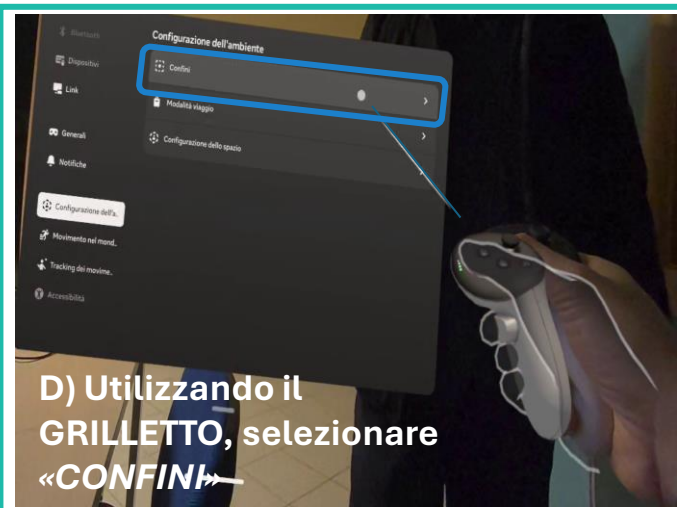 Bluetooth
Dispositivi
Link
Generali
Notifiche
Configurazione dell'a..
Movimento nel mond..
Tracking dei movime..
Accessibilità
Configurazione dell'ambiente
Confini
Modalità viaggio
Configurazione dello spazio
D) Utilizzando il
GRILLETTO, selezionare
«CONFINI»